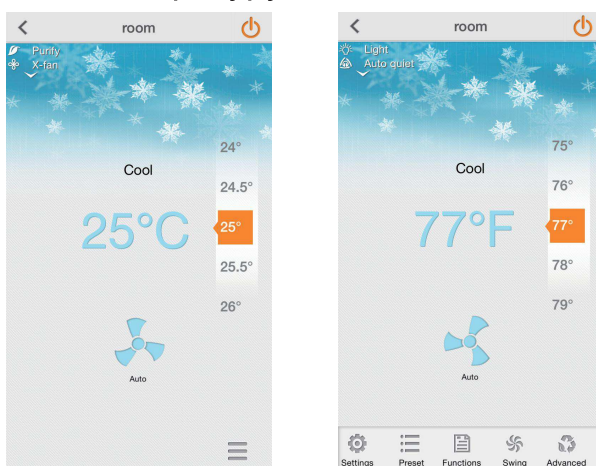 room
Purify
X-fan
Cool
24°
24.5°
25°C
25°
25.5°
26°
Auto
room
Light
Auto quiet
Cool
75°
76°
77°F
77°
78°
79°
Auto
Settings
Preset
Functions
Swing
Advanced